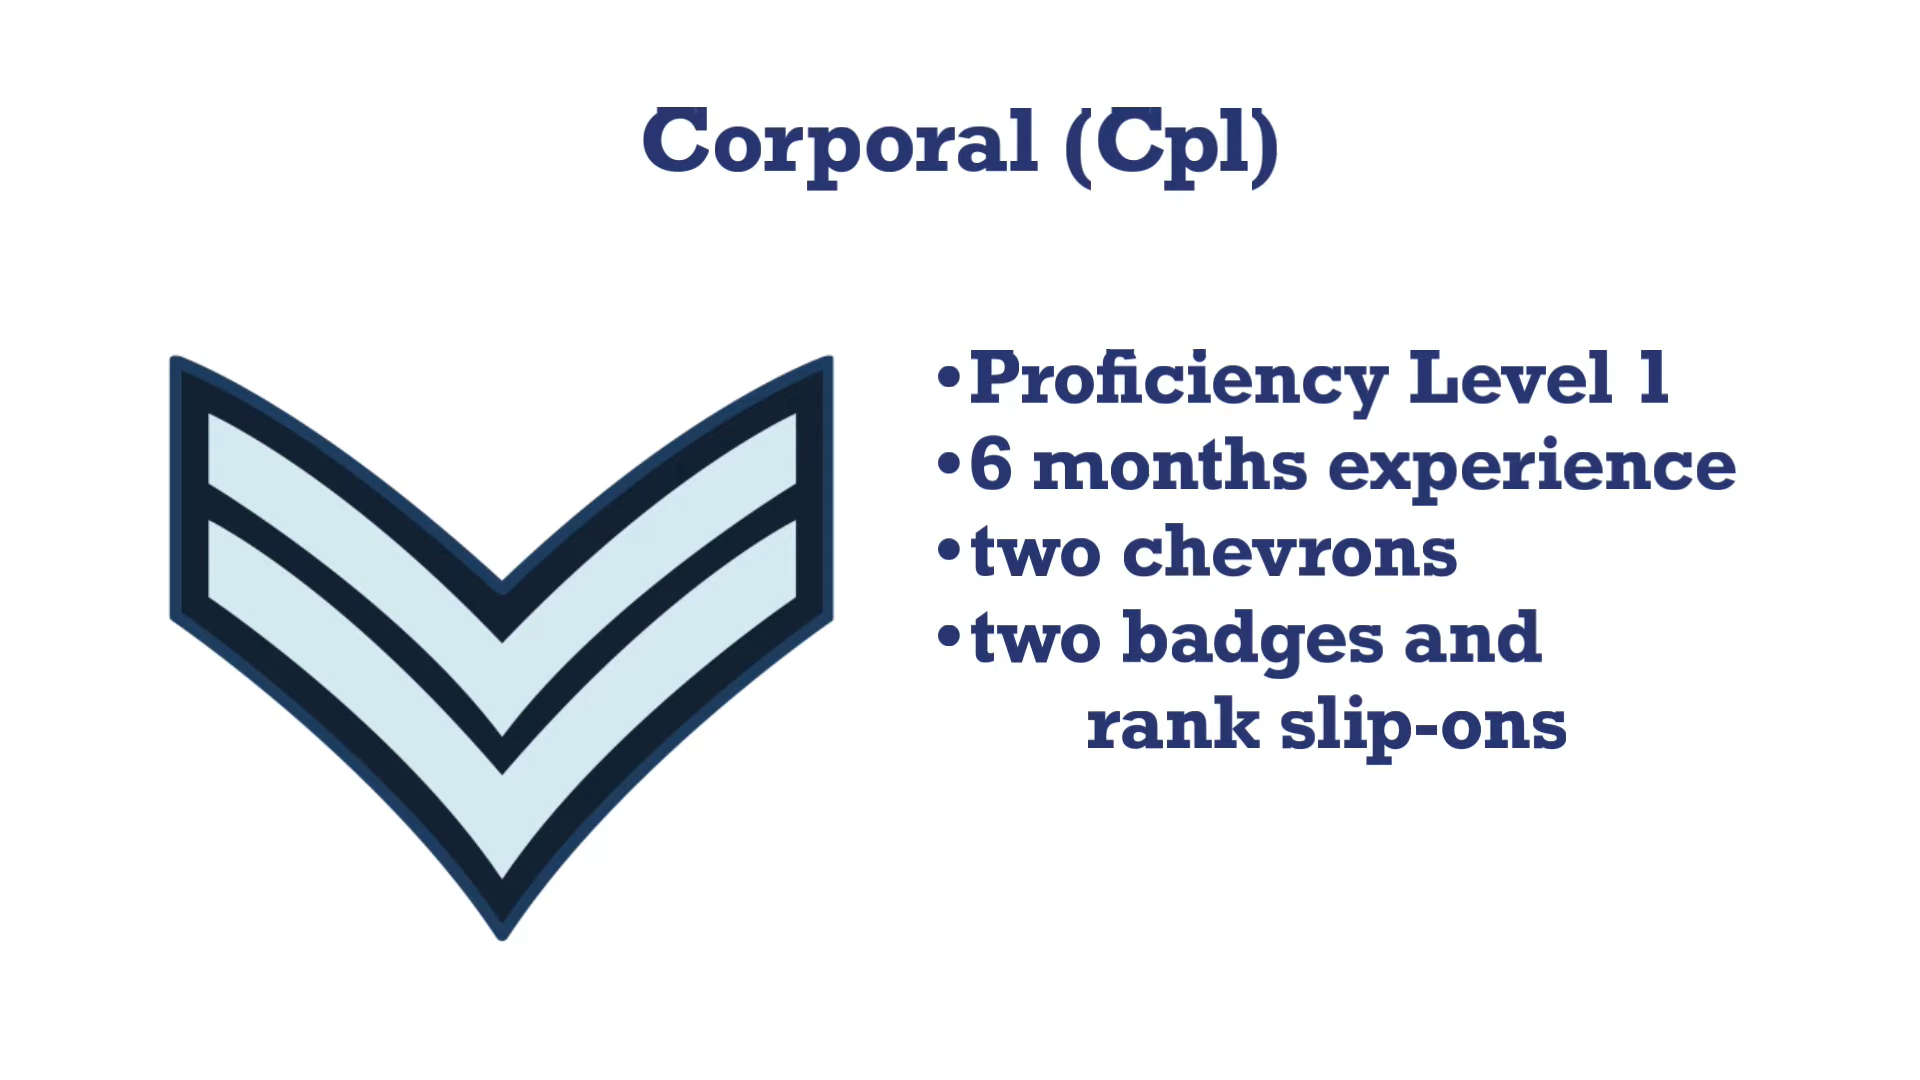 Corporal (Cpl)
•Proficiency Level 1
•6 months experience
•two chevrons
•two badges and
rank slip-ons